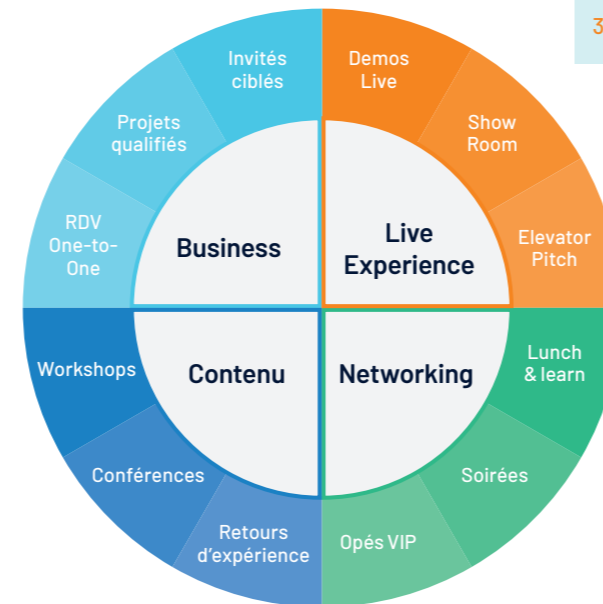 Invités
ciblés
Demos
Live
3
Projets
qualifiés
Show
Room
RDV
One-to-
One
Business
Live
Experience
Elevator
Pitch
Workshops
Contenu
Networking
Lunch
& learn
Conférences
Soirées
Retours
d’expérience
Opés VIP